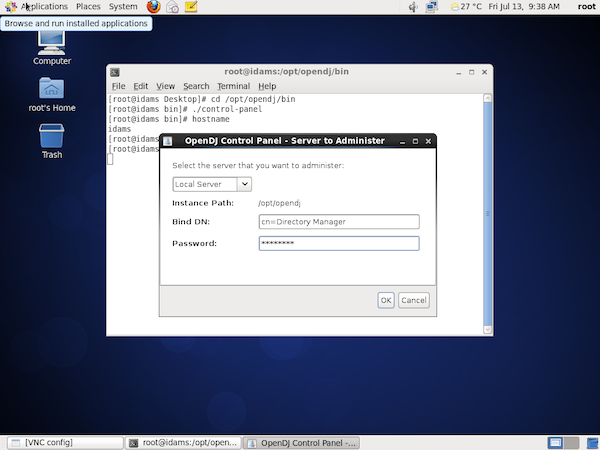 Applications Places System 27 °C Fri Jul 13, 9:38 AM root
Browse and run installed applications
Computer
root's Home
Trash
root@idams:/opt/opendj/bin
File Edit View Search Terminal Help
[root@idams Desktop]# cd /opt/opendj/bin
[root@idams bin]# ./control-panel
[root@idams bin]# hostname
idams
[root@idams
[root@idams
OpenDJ Control Panel - Server to Administer
Select the server that you want to administer:
Local Server
Instance Path: /opt/opendj
Bind DN: cn=Directory Manager
Password: ********
OK Cancel
[VNC config] root@idams:/opt/open... OpenDJ Control Panel -...